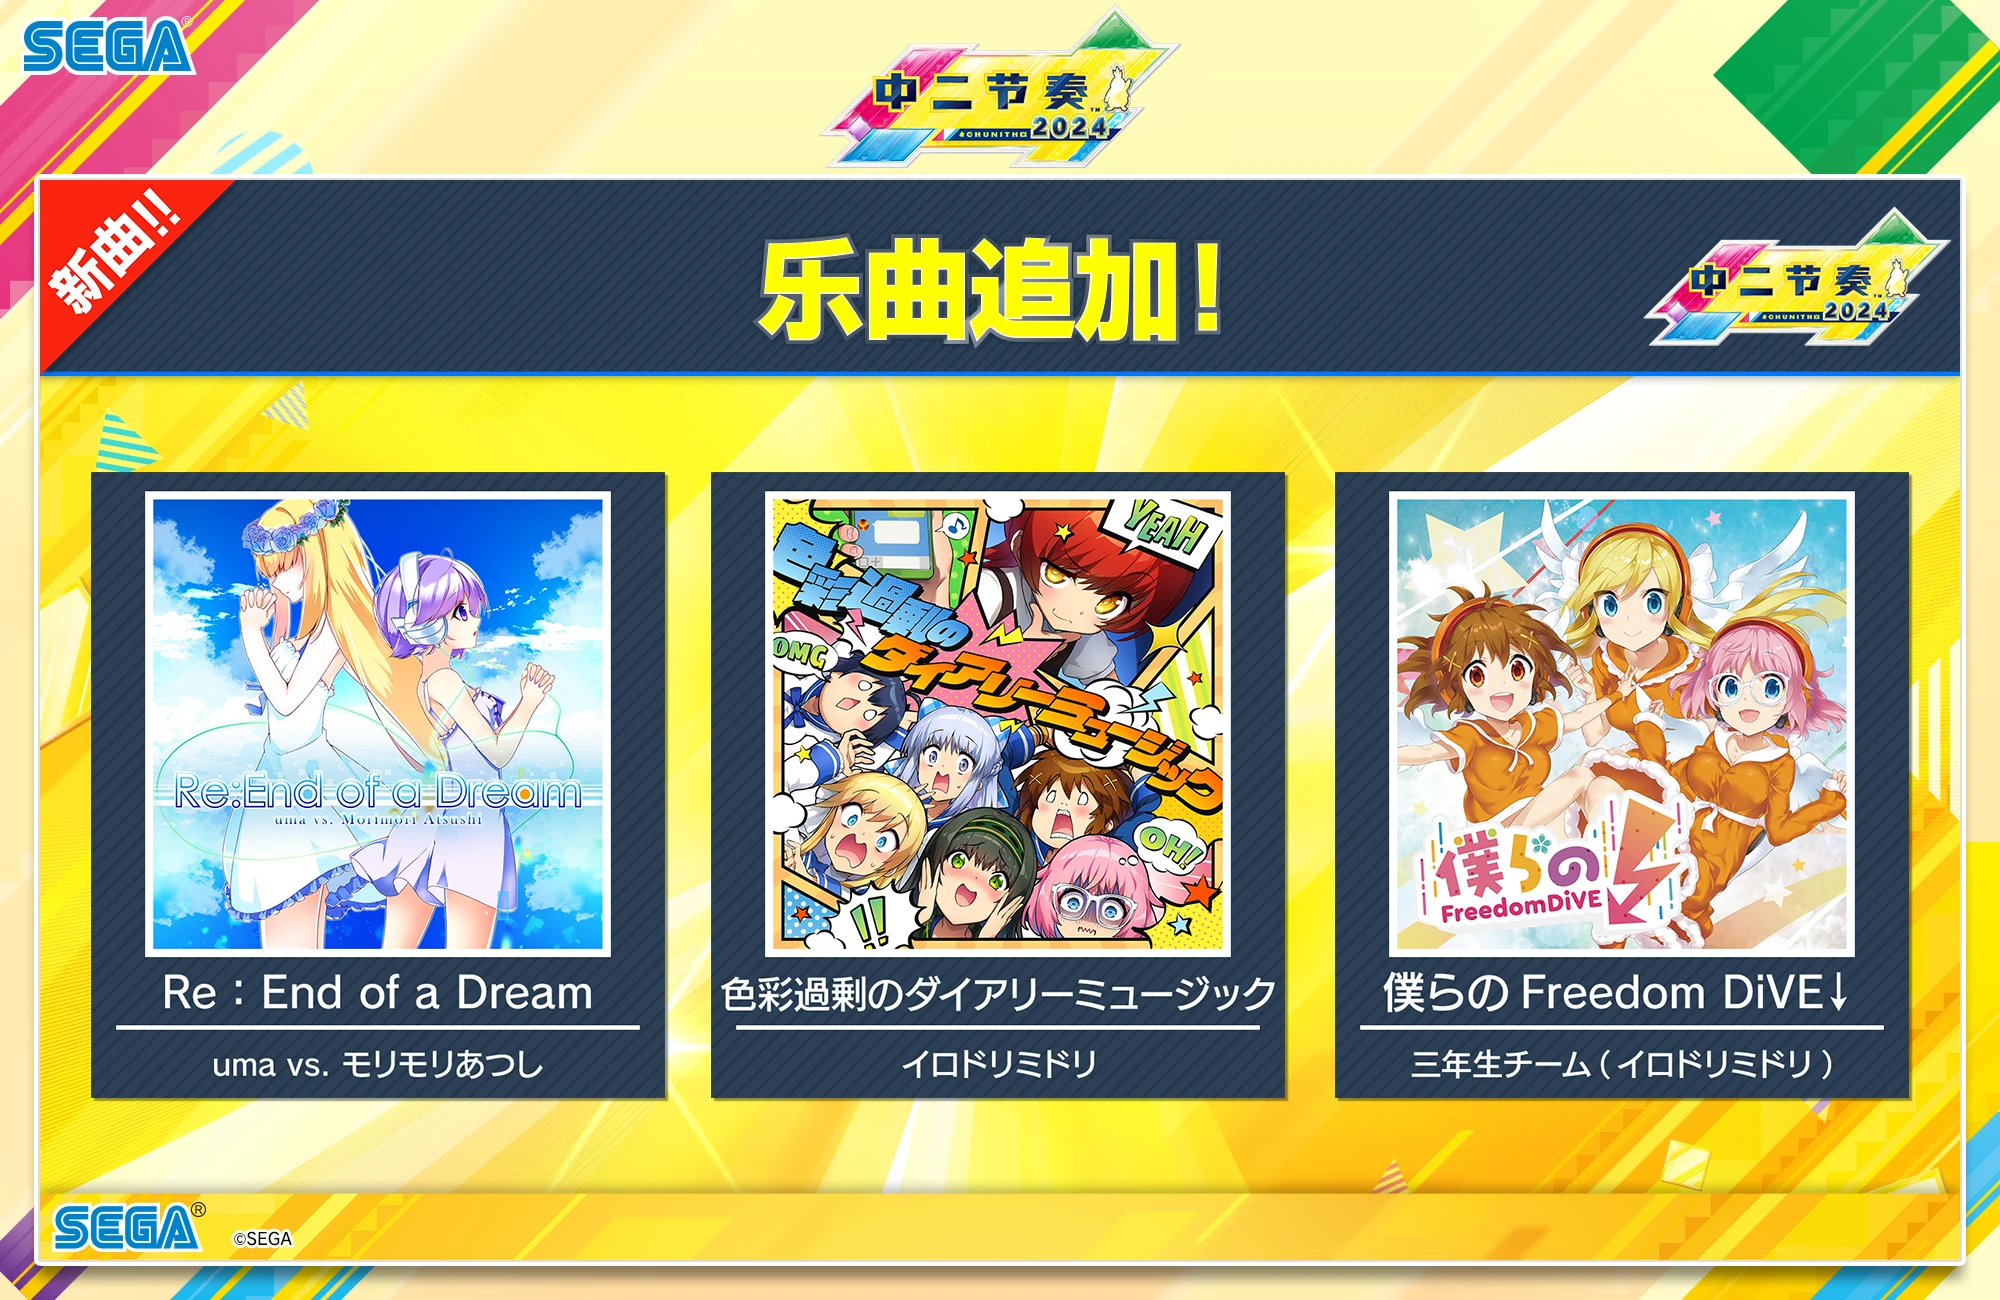 SEGA®
中二节奏™
CHUNITHM
2024
新曲!!
乐曲追加!
中二节奏™
CHUNITHM
2024
Re:End of a Dream
uma vs. Morimori Atsushi
Re：End of a Dream
uma vs. モリモリあつし
YEAH
色彩過剰の
ダイアリーミュージック
OMG
OH!
!!
色彩過剰のダイアリーミュージック
イロドリミドリ
僕らの
FreedomDiVE
僕らの Freedom DiVE↓
三年生チーム ( イロドリミドリ )
SEGA®
©SEGA